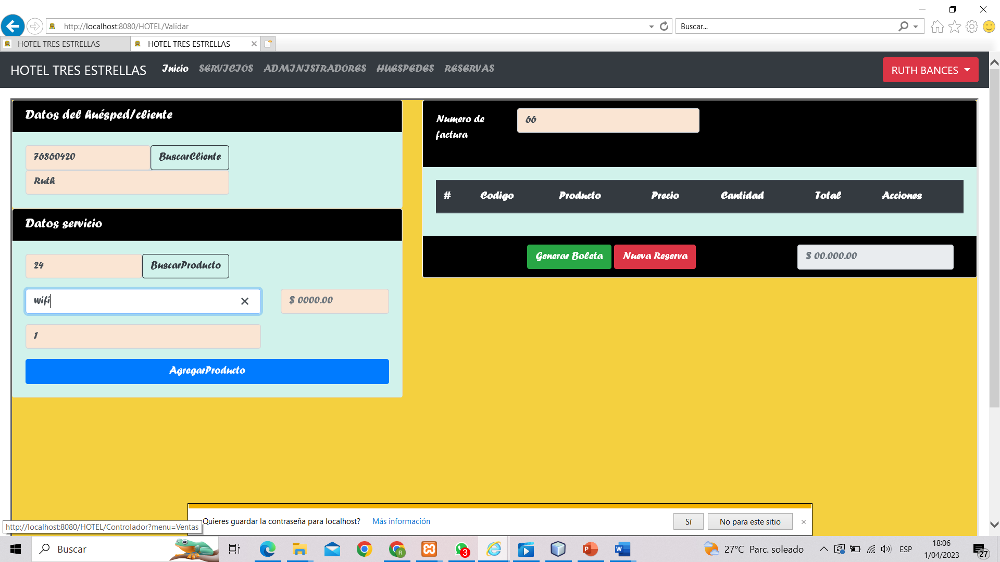 http://localhost:8080/HOTEL/Validar
Buscar...
HOTEL TRES ESTRELLAS
HOTEL TRES ESTRELLAS
HOTEL TRES ESTRELLAS Inicio SERVICIOS ADMINISTRADORES HUESPEDES RESERVAS RUTH BANCES
Datos del huésped/cliente
76860420 BuscarCliente
Ruth
Datos servicio
24 BuscarProducto
wifi $ 0000.00
1
AgregarProducto
Numero de
factura
66
# Codigo Producto Precio Cantidad Total Acciones
Generar Boleta Nueva Reserva $ 00.000.00
¿Quieres guardar la contraseña para localhost? Más información Sí No para este sitio
http://localhost:8080/HOTEL/Controlador?menu=Ventas
Buscar
3
27°C Parc. soleado ESP
18:06
1/04/2023
27